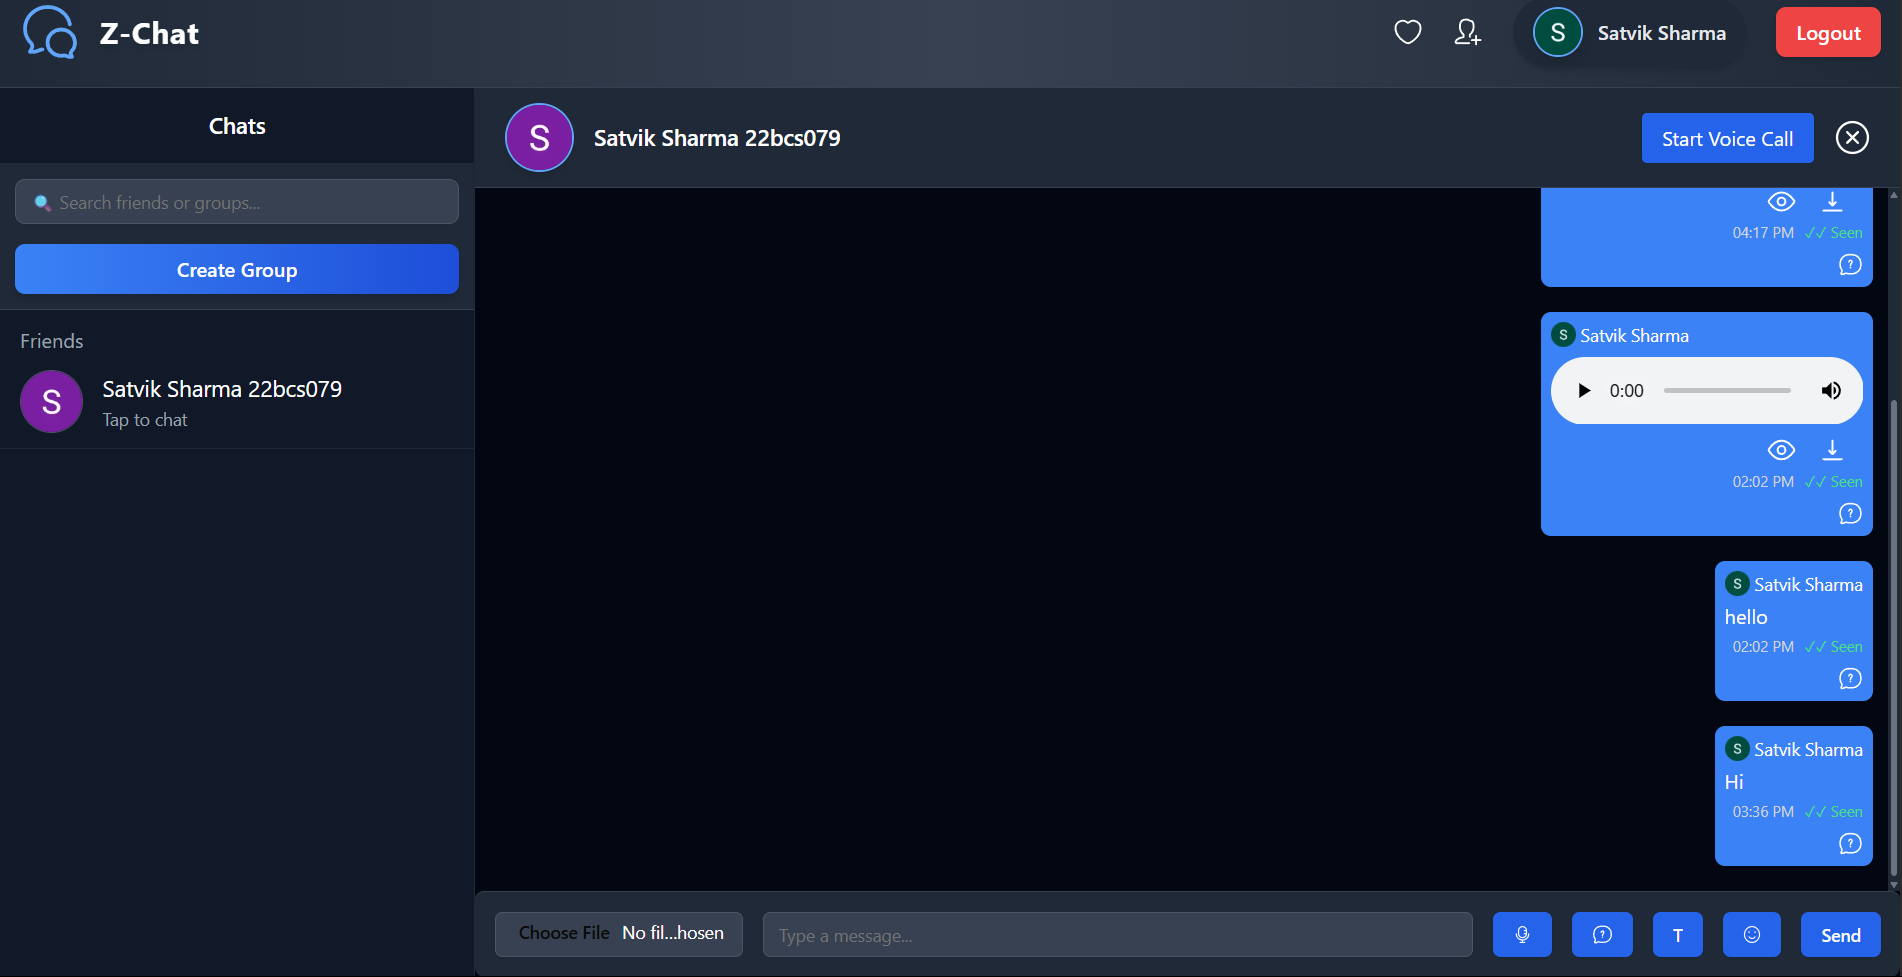 Z-Chat
S Satvik Sharma
Logout
Chats
Search friends or groups...
Create Group
Friends
S Satvik Sharma 22bcs079
Tap to chat
S Satvik Sharma 22bcs079
Start Voice Call
04:17 PM ✓✓ Seen
?
S Satvik Sharma
0:00
02:02 PM ✓✓ Seen
?
S Satvik Sharma
hello
02:02 PM ✓✓ Seen
?
S Satvik Sharma
Hi
03:36 PM ✓✓ Seen
?
Choose File No fil...hosen
Type a message...
?
T
Send